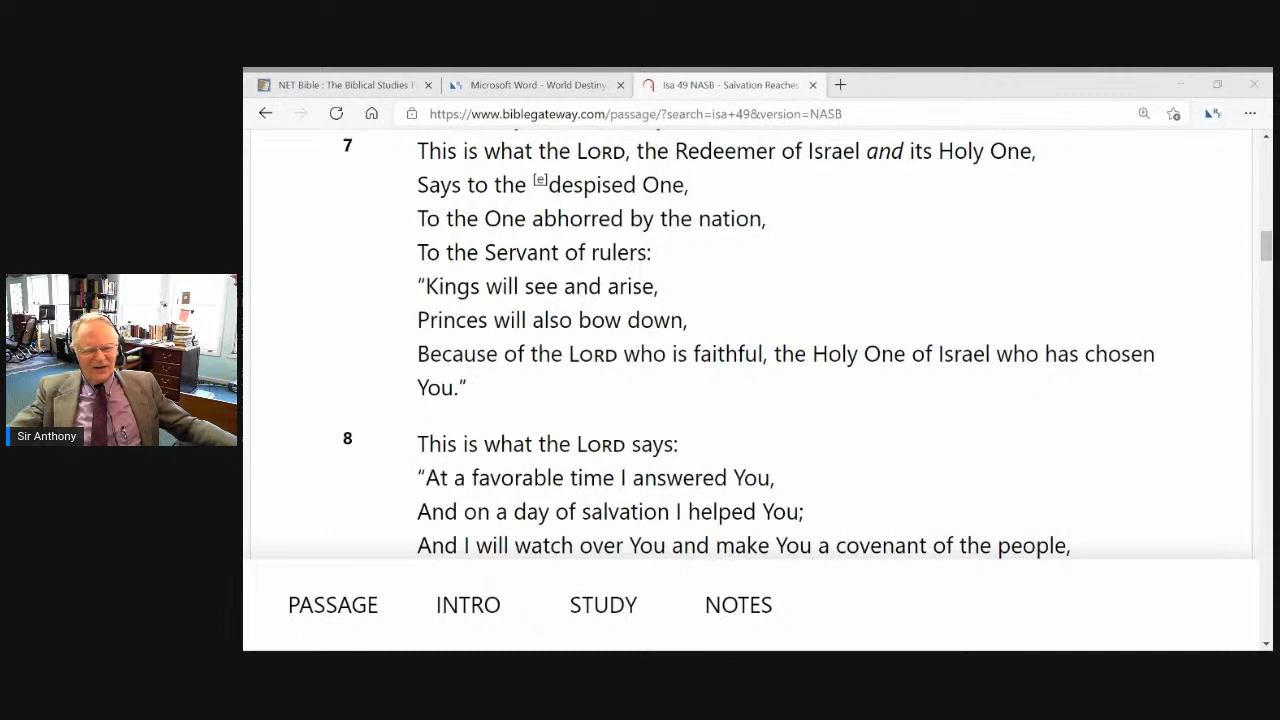 NET Bible : The Biblical Studies
Microsoft Word - World Destiny
Isa 49 NASB - Salvation Reaches
https://www.biblegateway.com/passage/?search=isa+49&version=NASB
7 This is what the LORD, the Redeemer of Israel and its Holy One,
Says to the [e]despised One,
To the One abhorred by the nation,
To the Servant of rulers:
“Kings will see and arise,
Princes will also bow down,
Because of the LORD who is faithful, the Holy One of Israel who has chosen
You.”
8 This is what the LORD says:
“At a favorable time I answered You,
And on a day of salvation I helped You;
And I will watch over You and make You a covenant of the people,
PASSAGE INTRO STUDY NOTES
Sir Anthony